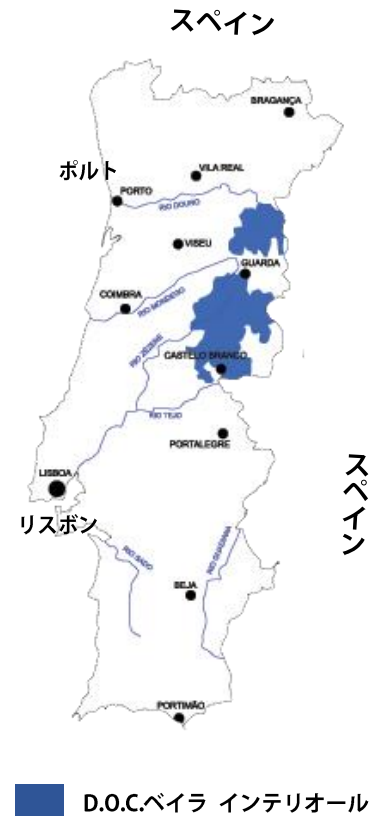 スペイン
BRAGANÇA
ポルト
VILA REAL
PORTO
RIO DOURO
VISEU
GUARDA
COIMBRA
RIO MONDEGO
RIO ZEZERE
CASTELO BRANCO
RIO TEJO
PORTALEGRE
スペイン
LISBOA
リスボン
RIO SADO
RIO GUADIANA
BEJA
PORTIMÃO
D.O.C.ベイラ インテリオール